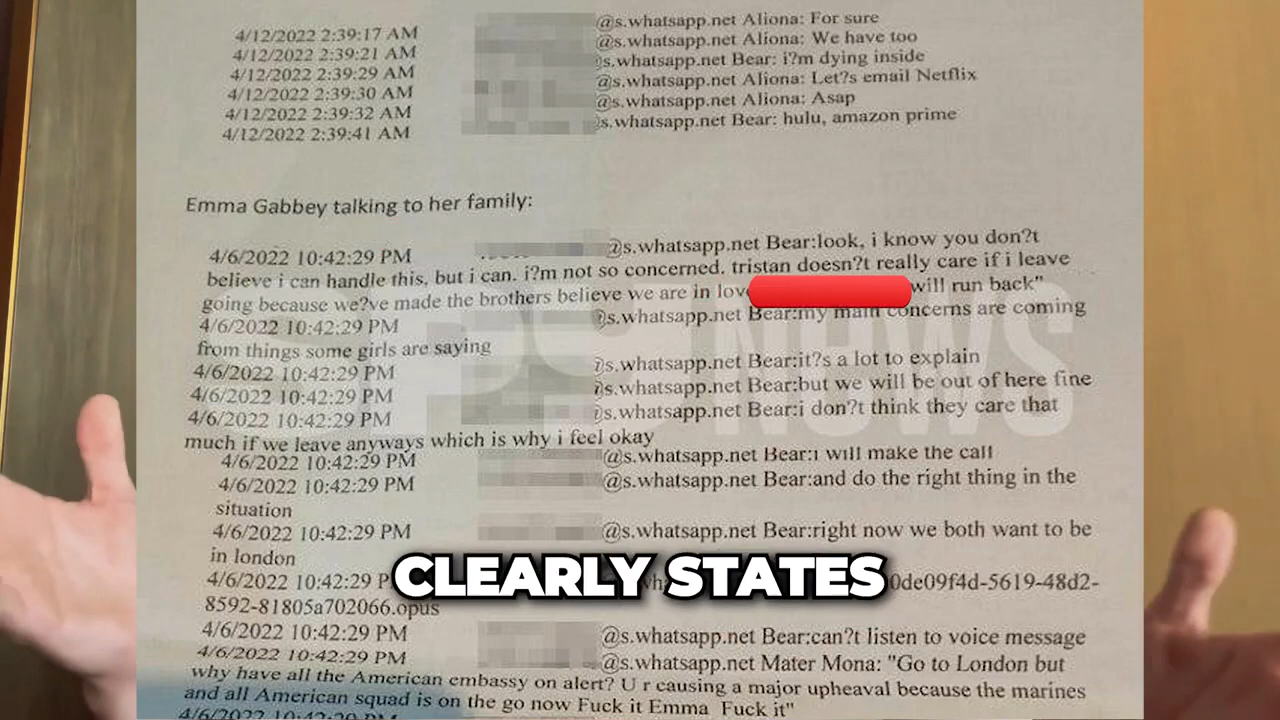 4/12/2022 2:39:17 AM @s.whatsapp.net Aliona: For sure
4/12/2022 2:39:21 AM @s.whatsapp.net Aliona: We have too
4/12/2022 2:39:29 AM @s.whatsapp.net Bear: i?m dying inside
4/12/2022 2:39:30 AM @s.whatsapp.net Aliona: Let?s email Netflix
4/12/2022 2:39:32 AM @s.whatsapp.net Aliona: Asap
4/12/2022 2:39:41 AM @s.whatsapp.net Bear: hulu, amazon prime
Emma Gabbey talking to her family:
4/6/2022 10:42:29 PM @s.whatsapp.net Bear:look, i know you don?t
believe i can handle this, but i can. i?m not so concerned. tristan doesn?t really care if i leave
going because we?ve made the brothers believe we are in love will run back"
4/6/2022 10:42:29 PM @s.whatsapp.net Bear:my main concerns are coming
from things some girls are saying
4/6/2022 10:42:29 PM @s.whatsapp.net Bear:it?s a lot to explain
4/6/2022 10:42:29 PM @s.whatsapp.net Bear:but we will be out of here fine
4/6/2022 10:42:29 PM @s.whatsapp.net Bear:i don?t think they care that
much if we leave anyways which is why i feel okay
4/6/2022 10:42:29 PM @s.whatsapp.net Bear:i will make the call
4/6/2022 10:42:29 PM @s.whatsapp.net Bear:and do the right thing in the
situation
4/6/2022 10:42:29 PM @s.whatsapp.net Bear:right now we both want to be
in london
4/6/2022 10:42:29 P 0de09f4d-5619-48d2-
8592-81805a702066.opus
CLEARLY STATES
4/6/2022 10:42:29 PM @s.whatsapp.net Bear:can?t listen to voice message
4/6/2022 10:42:29 PM @s.whatsapp.net Mater Mona: "Go to London but
why have all the American embassy on alert? U r causing a major upheaval because the marines
and all American squad is on the go now Fuck it Emma Fuck it"
4/6/2022 10:42:29 PM
NEWS